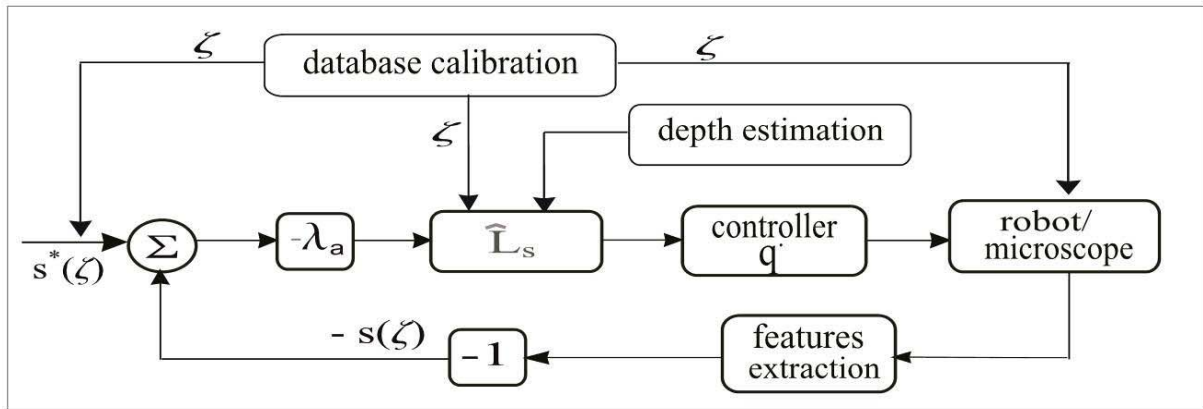 ζ
database calibration
ζ
ζ
depth estimation
s*(ζ)
Σ
-λa
L̂s
controller
q̇
robot/
microscope
- s(ζ)
-1
features
extraction